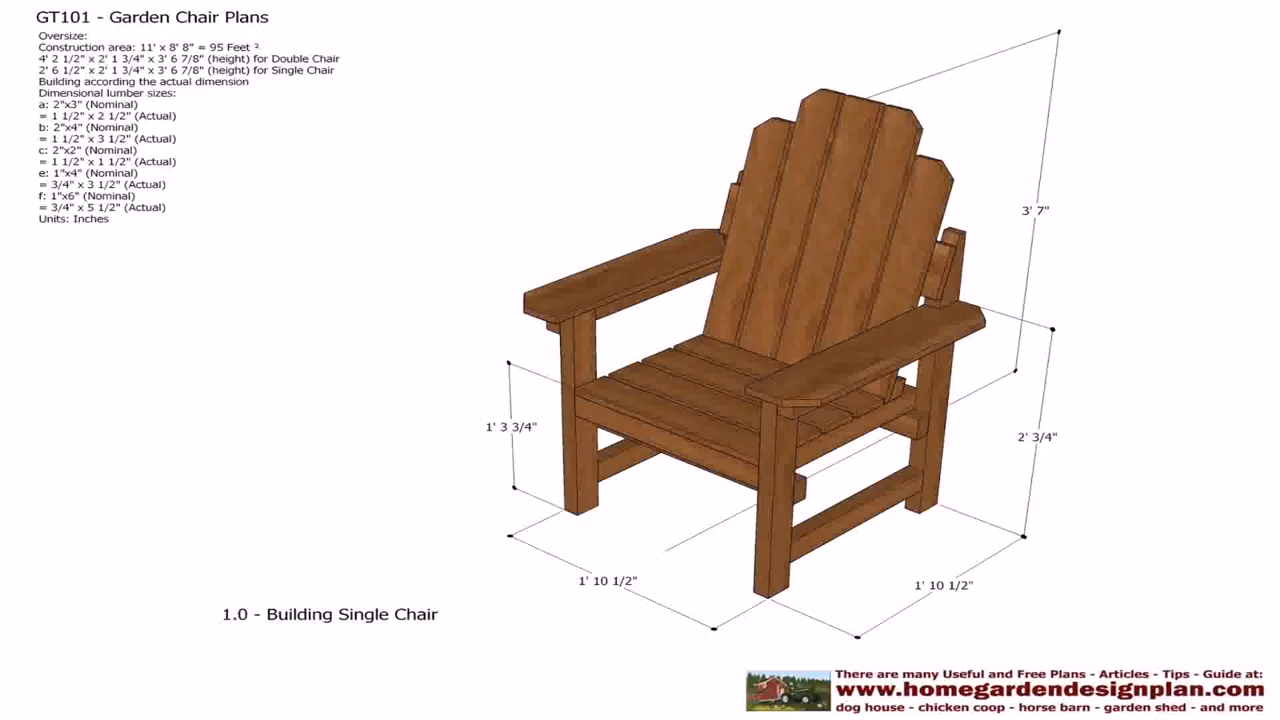 GT101 - Garden Chair Plans
Oversize:
Construction area: 11' x 8' 8" = 95 Feet ²
4' 2 1/2" x 2' 1 3/4" x 3' 6 7/8" (height) for Double Chair
2' 6 1/2" x 2' 1 3/4" x 3' 6 7/8" (height) for Single Chair
Building according the actual dimension
Dimensional lumber sizes:
a: 2"x3" (Nominal)
= 1 1/2" x 2 1/2" (Actual)
b: 2"x4" (Nominal)
= 1 1/2" x 3 1/2" (Actual)
c: 2"x2" (Nominal)
= 1 1/2" x 1 1/2" (Actual)
e: 1"x4" (Nominal)
= 3/4" x 3 1/2" (Actual)
f: 1"x6" (Nominal)
= 3/4" x 5 1/2" (Actual)
Units: Inches
3' 7"
1' 3 3/4"
2' 3/4"
1' 10 1/2"
1' 10 1/2"
1.0 - Building Single Chair
There are many Useful and Free Plans - Articles - Tips - Guide at:
www.homegardendesignplan.com
dog house - chicken coop - horse barn - garden shed - and more